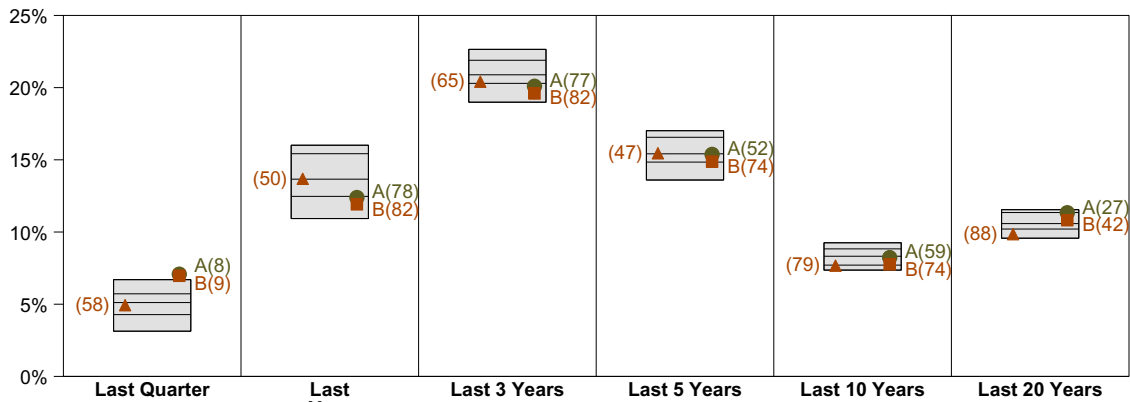 25%
20%
15%
10%
5%
0%
(58)
A(8)
B(9)
(50)
A(78)
B(82)
(65)
A(77)
B(82)
(47)
A(52)
B(74)
(79)
A(59)
B(74)
(88)
A(27)
B(42)
Last Quarter
Last
Last 3 Years
Last 5 Years
Last 10 Years
Last 20 Years